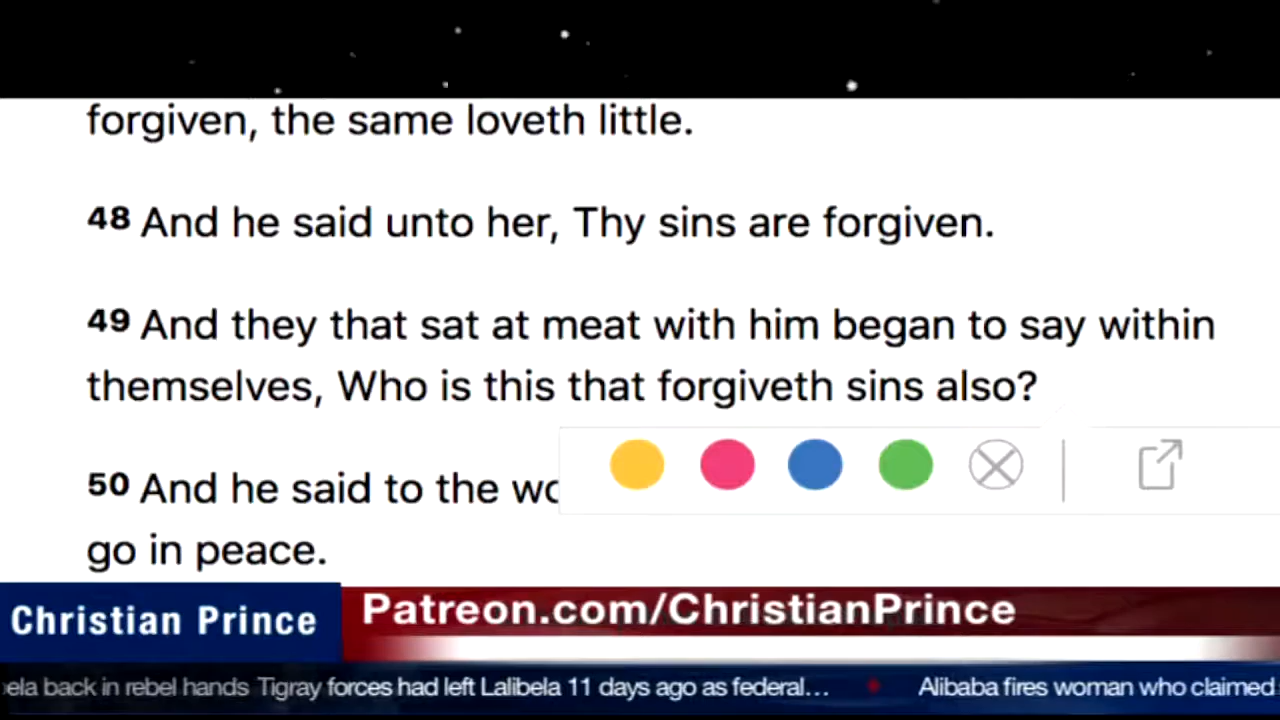 forgiven, the same loveth little.
48 And he said unto her, Thy sins are forgiven.
49 And they that sat at meat with him began to say within
themselves, Who is this that forgiveth sins also?
50 And he said to the
go in peace.
Christian Prince
Patreon.com/ChristianPrince
back in rebel hands Tigray forces had left Lalibela 11 days ago as federal...
Alibaba fires woman who claimed